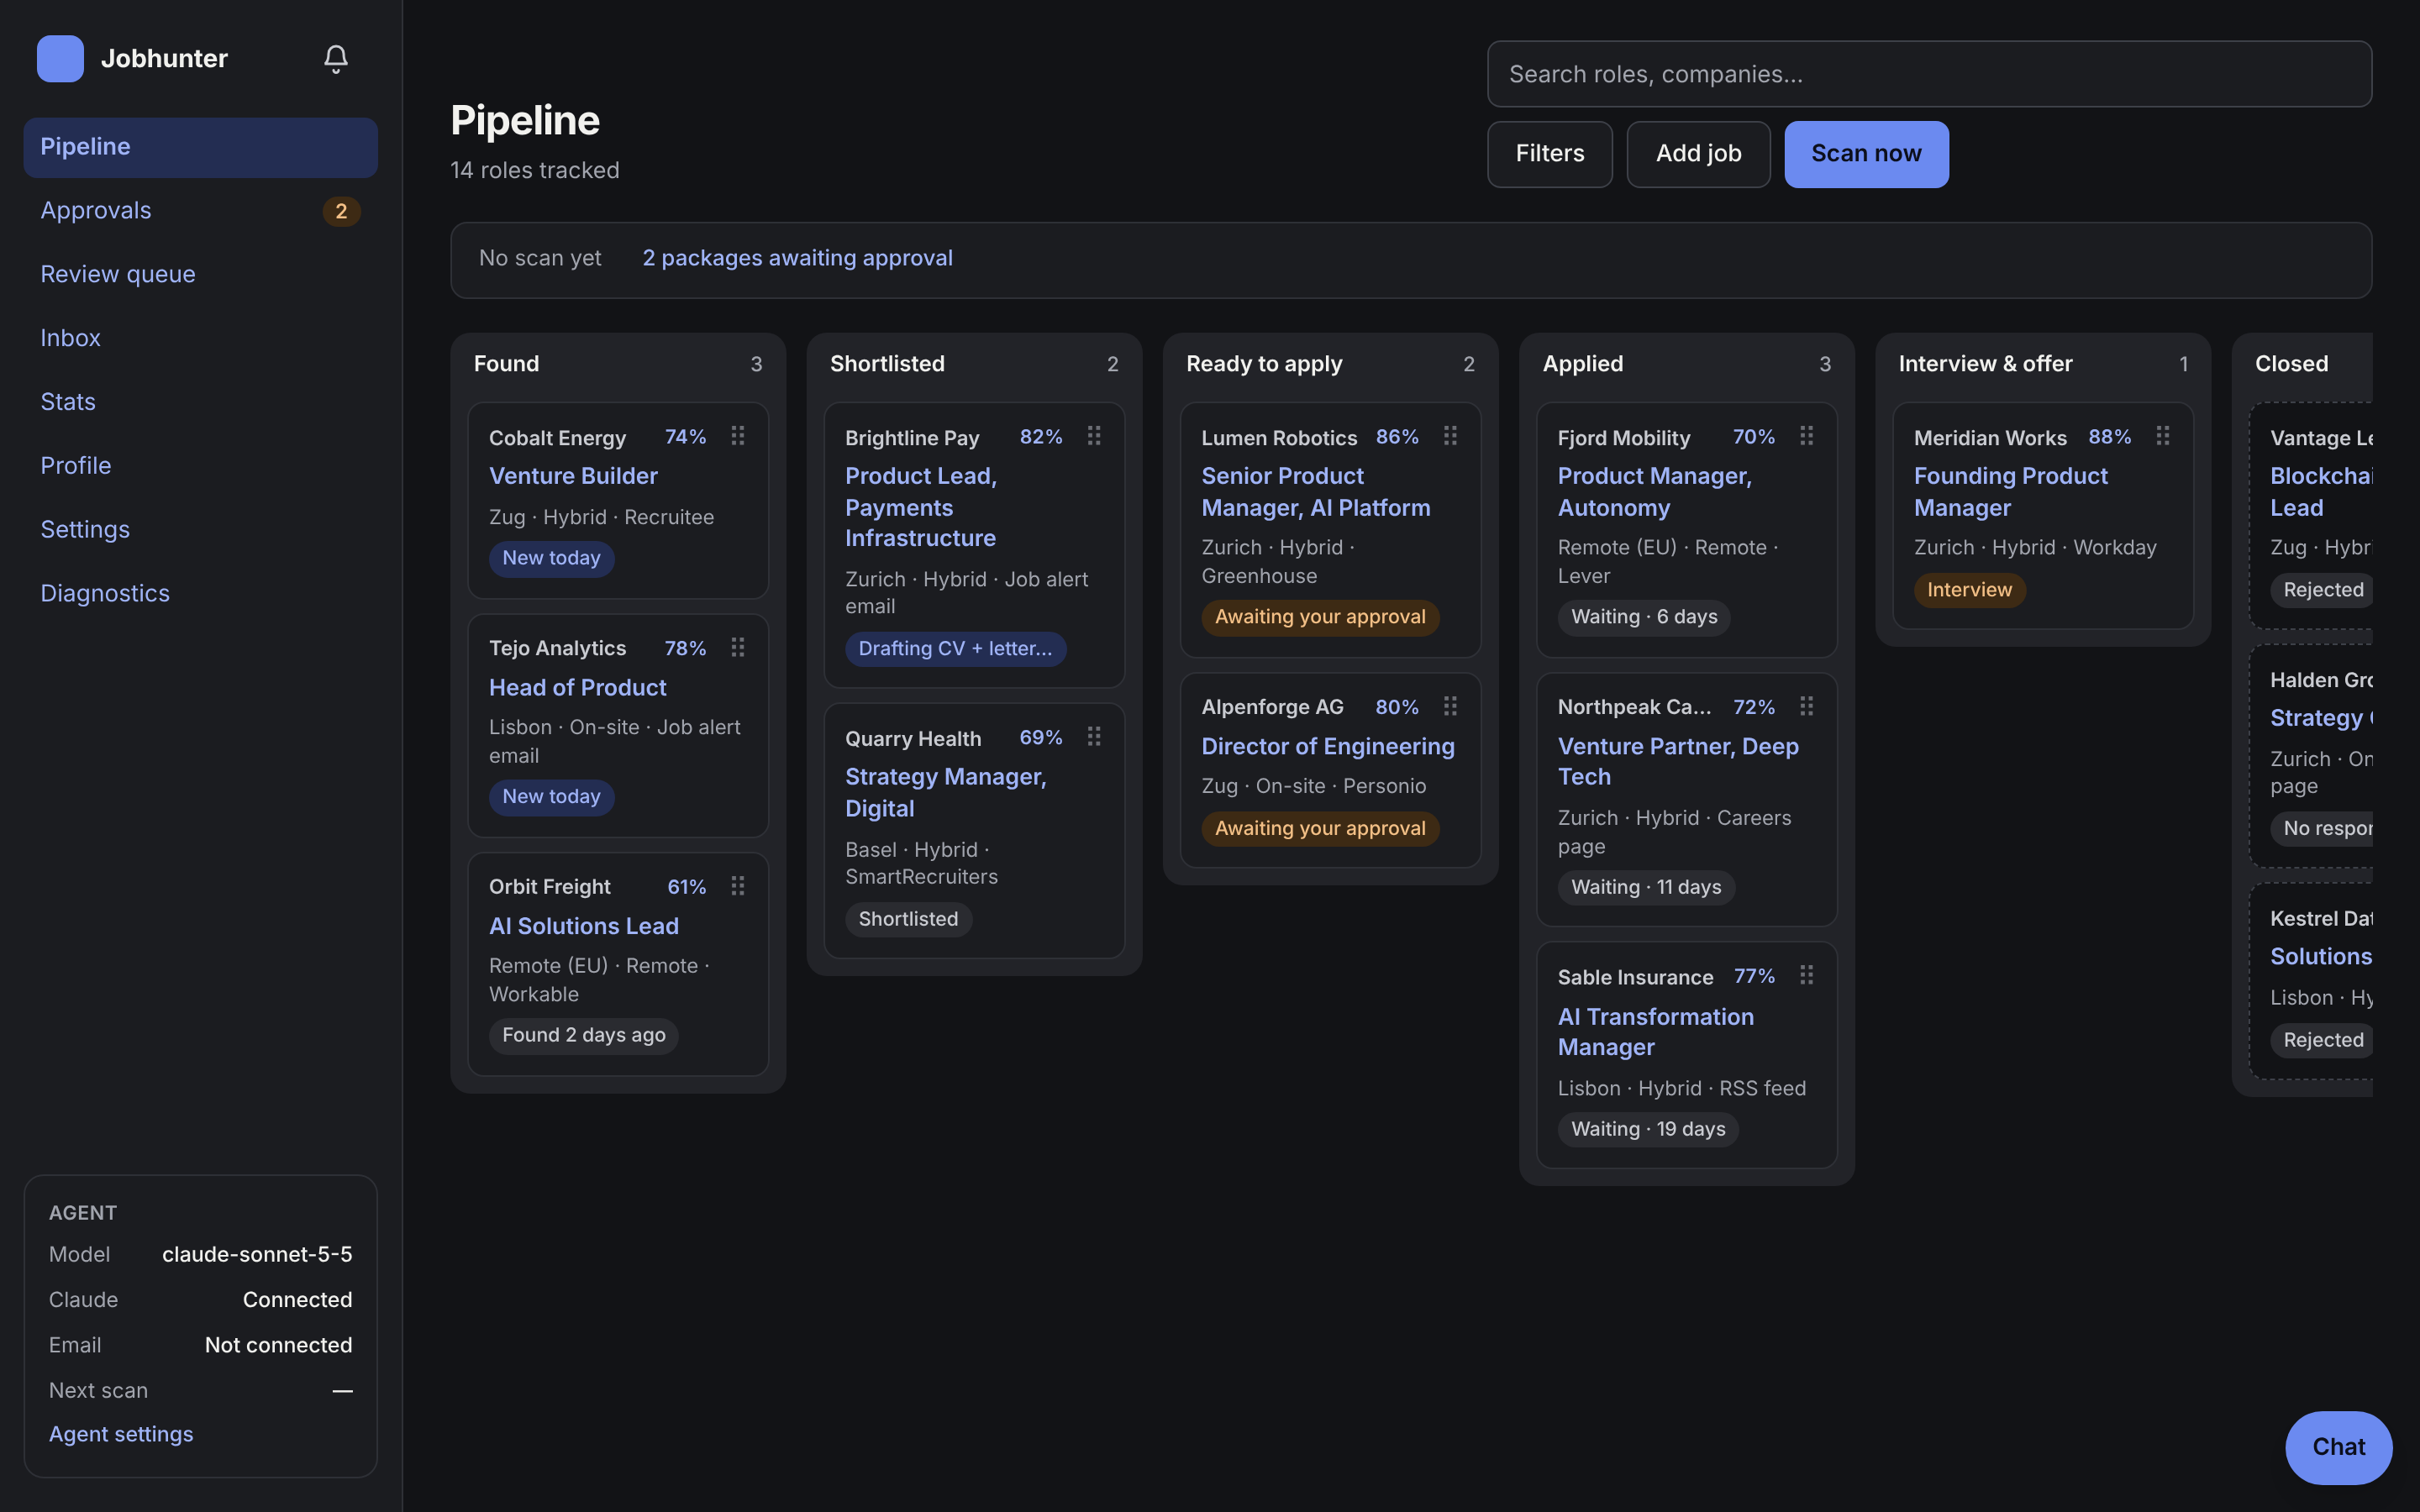 Jobhunter
Pipeline
Approvals 2
Review queue
Inbox
Stats
Profile
Settings
Diagnostics
AGENT
Model claude-sonnet-5-5
Claude Connected
Email Not connected
Next scan —
Agent settings
Pipeline
14 roles tracked
Search roles, companies...
Filters Add job Scan now
No scan yet 2 packages awaiting approval
Found 3
Cobalt Energy 74%
Venture Builder
Zug · Hybrid · Recruitee
New today
Tejo Analytics 78%
Head of Product
Lisbon · On-site · Job alert
email
New today
Orbit Freight 61%
AI Solutions Lead
Remote (EU) · Remote ·
Workable
Found 2 days ago
Shortlisted 2
Brightline Pay 82%
Product Lead,
Payments
Infrastructure
Zurich · Hybrid · Job alert
email
Drafting CV + letter...
Quarry Health 69%
Strategy Manager,
Digital
Basel · Hybrid ·
SmartRecruiters
Shortlisted
Ready to apply 2
Lumen Robotics 86%
Senior Product
Manager, AI Platform
Zurich · Hybrid ·
Greenhouse
Awaiting your approval
Alpenforge AG 80%
Director of Engineering
Zug · On-site · Personio
Awaiting your approval
Applied 3
Fjord Mobility 70%
Product Manager,
Autonomy
Remote (EU) · Remote ·
Lever
Waiting · 6 days
Northpeak Ca... 72%
Venture Partner, Deep
Tech
Zurich · Hybrid · Careers
page
Waiting · 11 days
Sable Insurance 77%
AI Transformation
Manager
Lisbon · Hybrid · RSS feed
Waiting · 19 days
Interview & offer 1
Meridian Works 88%
Founding Product
Manager
Zurich · Hybrid · Workday
Interview
Closed
Vantage
Lead
Zug ·
Rejected
Halden
Strategy
Zurich ·
page
No
Kestrel
Solutions
Lisbon ·
Rejected
Chat